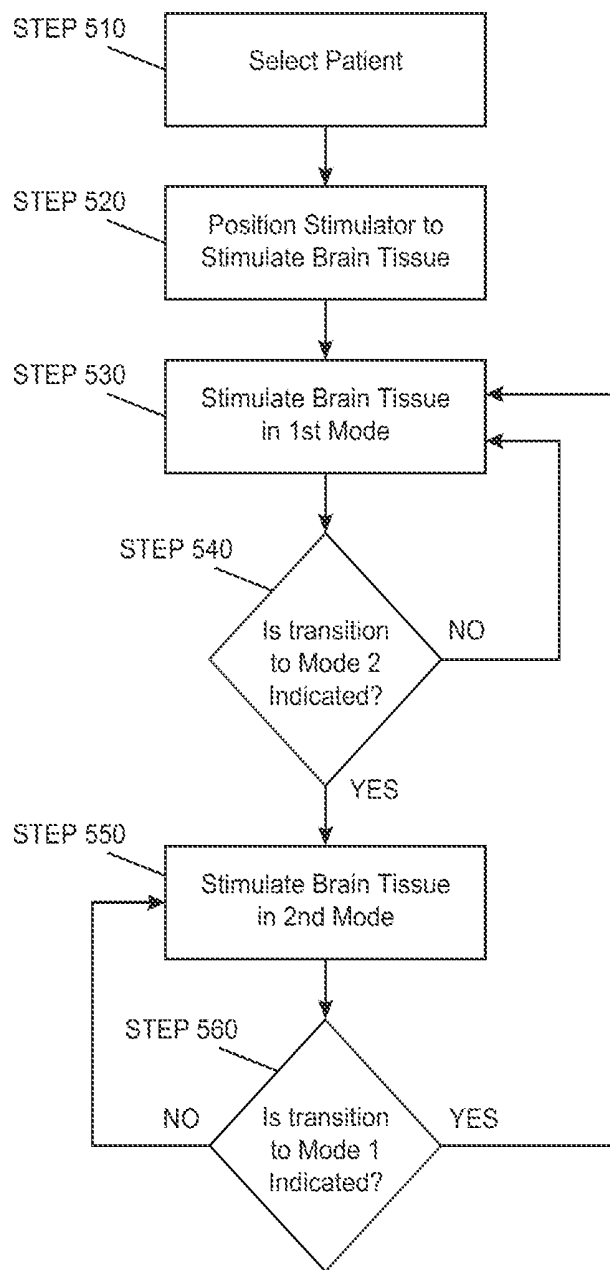 STEP 510
Select Patient
STEP 520
Position Stimulator to
Stimulate Brain Tissue
STEP 530
Stimulate Brain Tissue
in 1st Mode
STEP 540
Is transition
to Mode 2
Indicated?
NO
YES
STEP 550
Stimulate Brain Tissue
in 2nd Mode
STEP 560
NO
Is transition
to Mode 1
Indicated?
YES